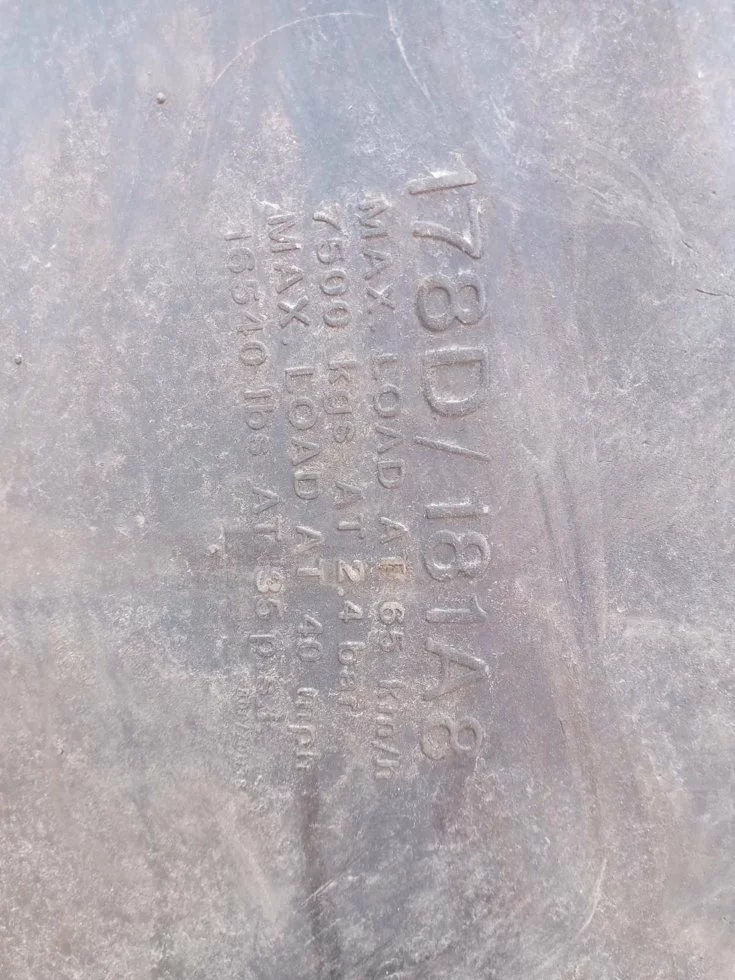 178D/181A8
MAX. LOAD AT 65 km/h
7500 kgs AT 2.4 bar
MAX. LOAD AT 40 mph
16540 lbs AT 35 p.s.i